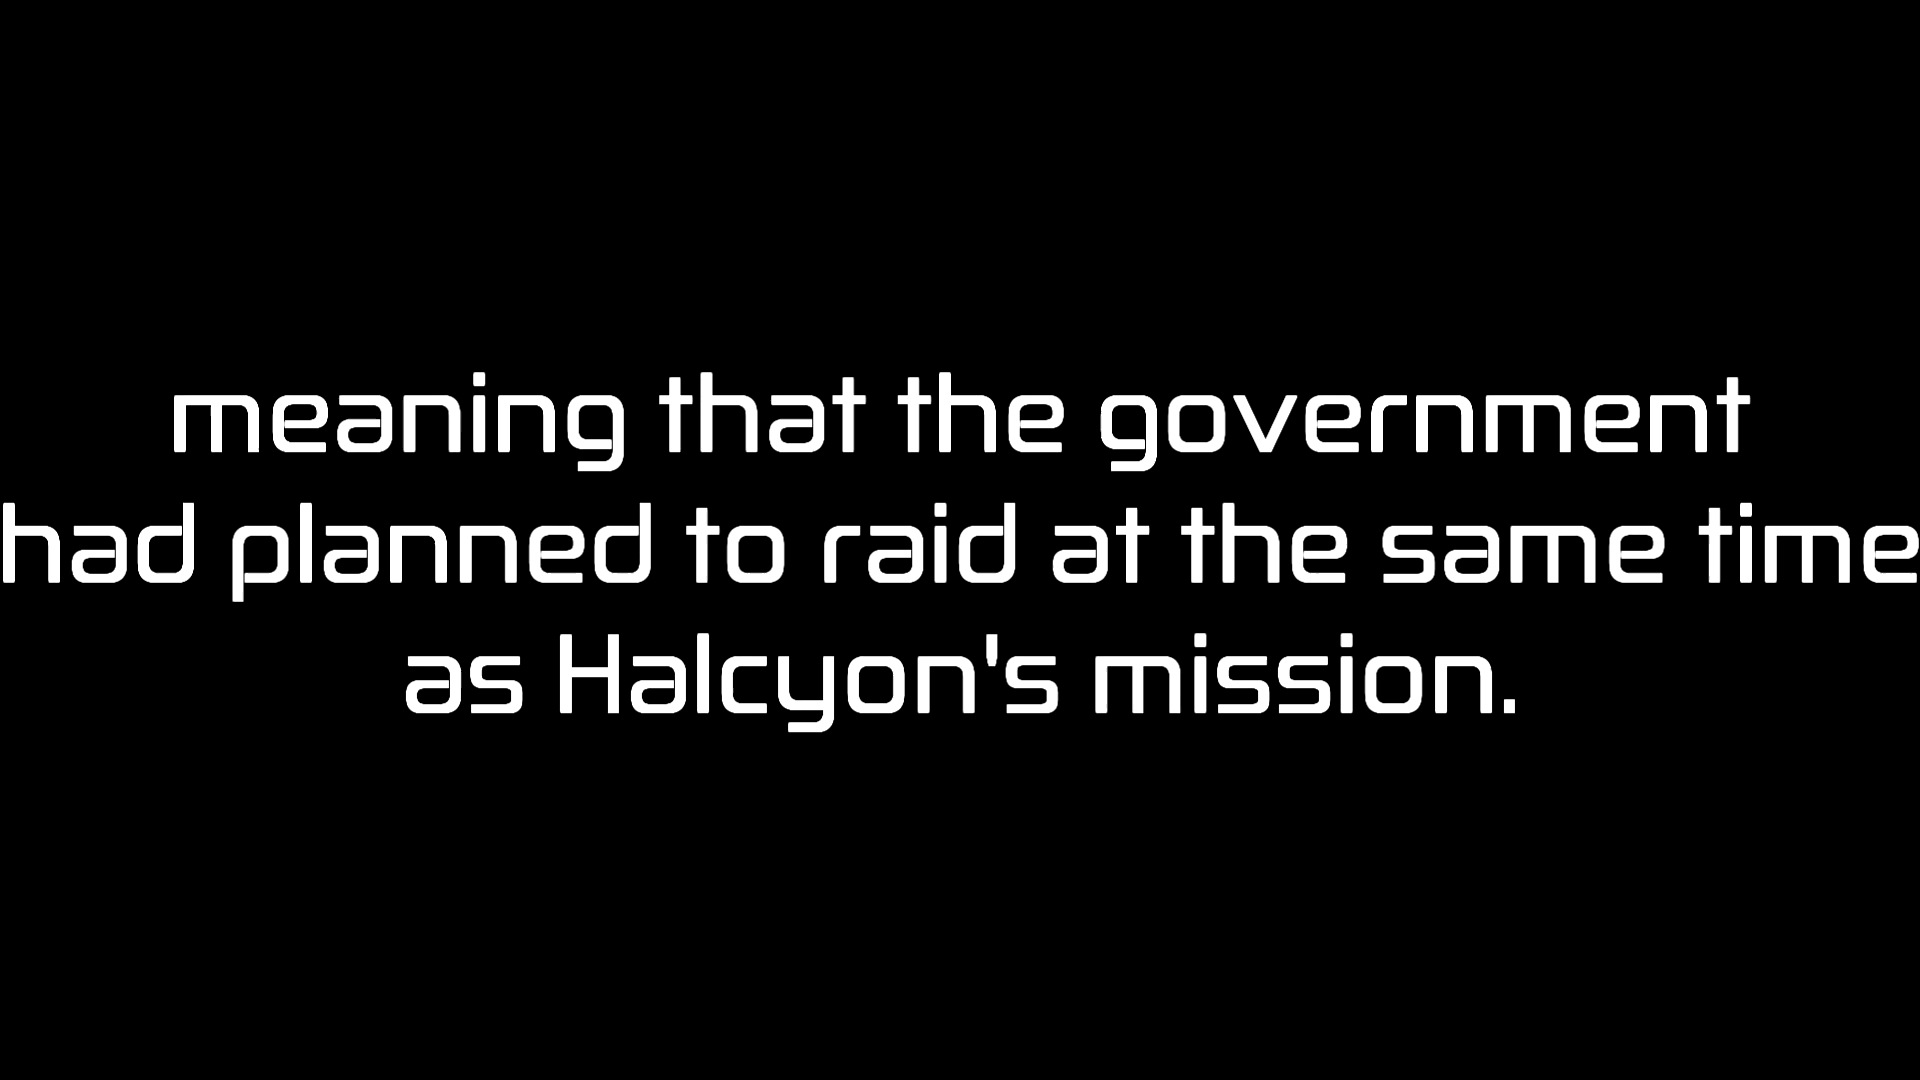 meaning that the government
had planned to raid at the same time
as Halcyon's mission.